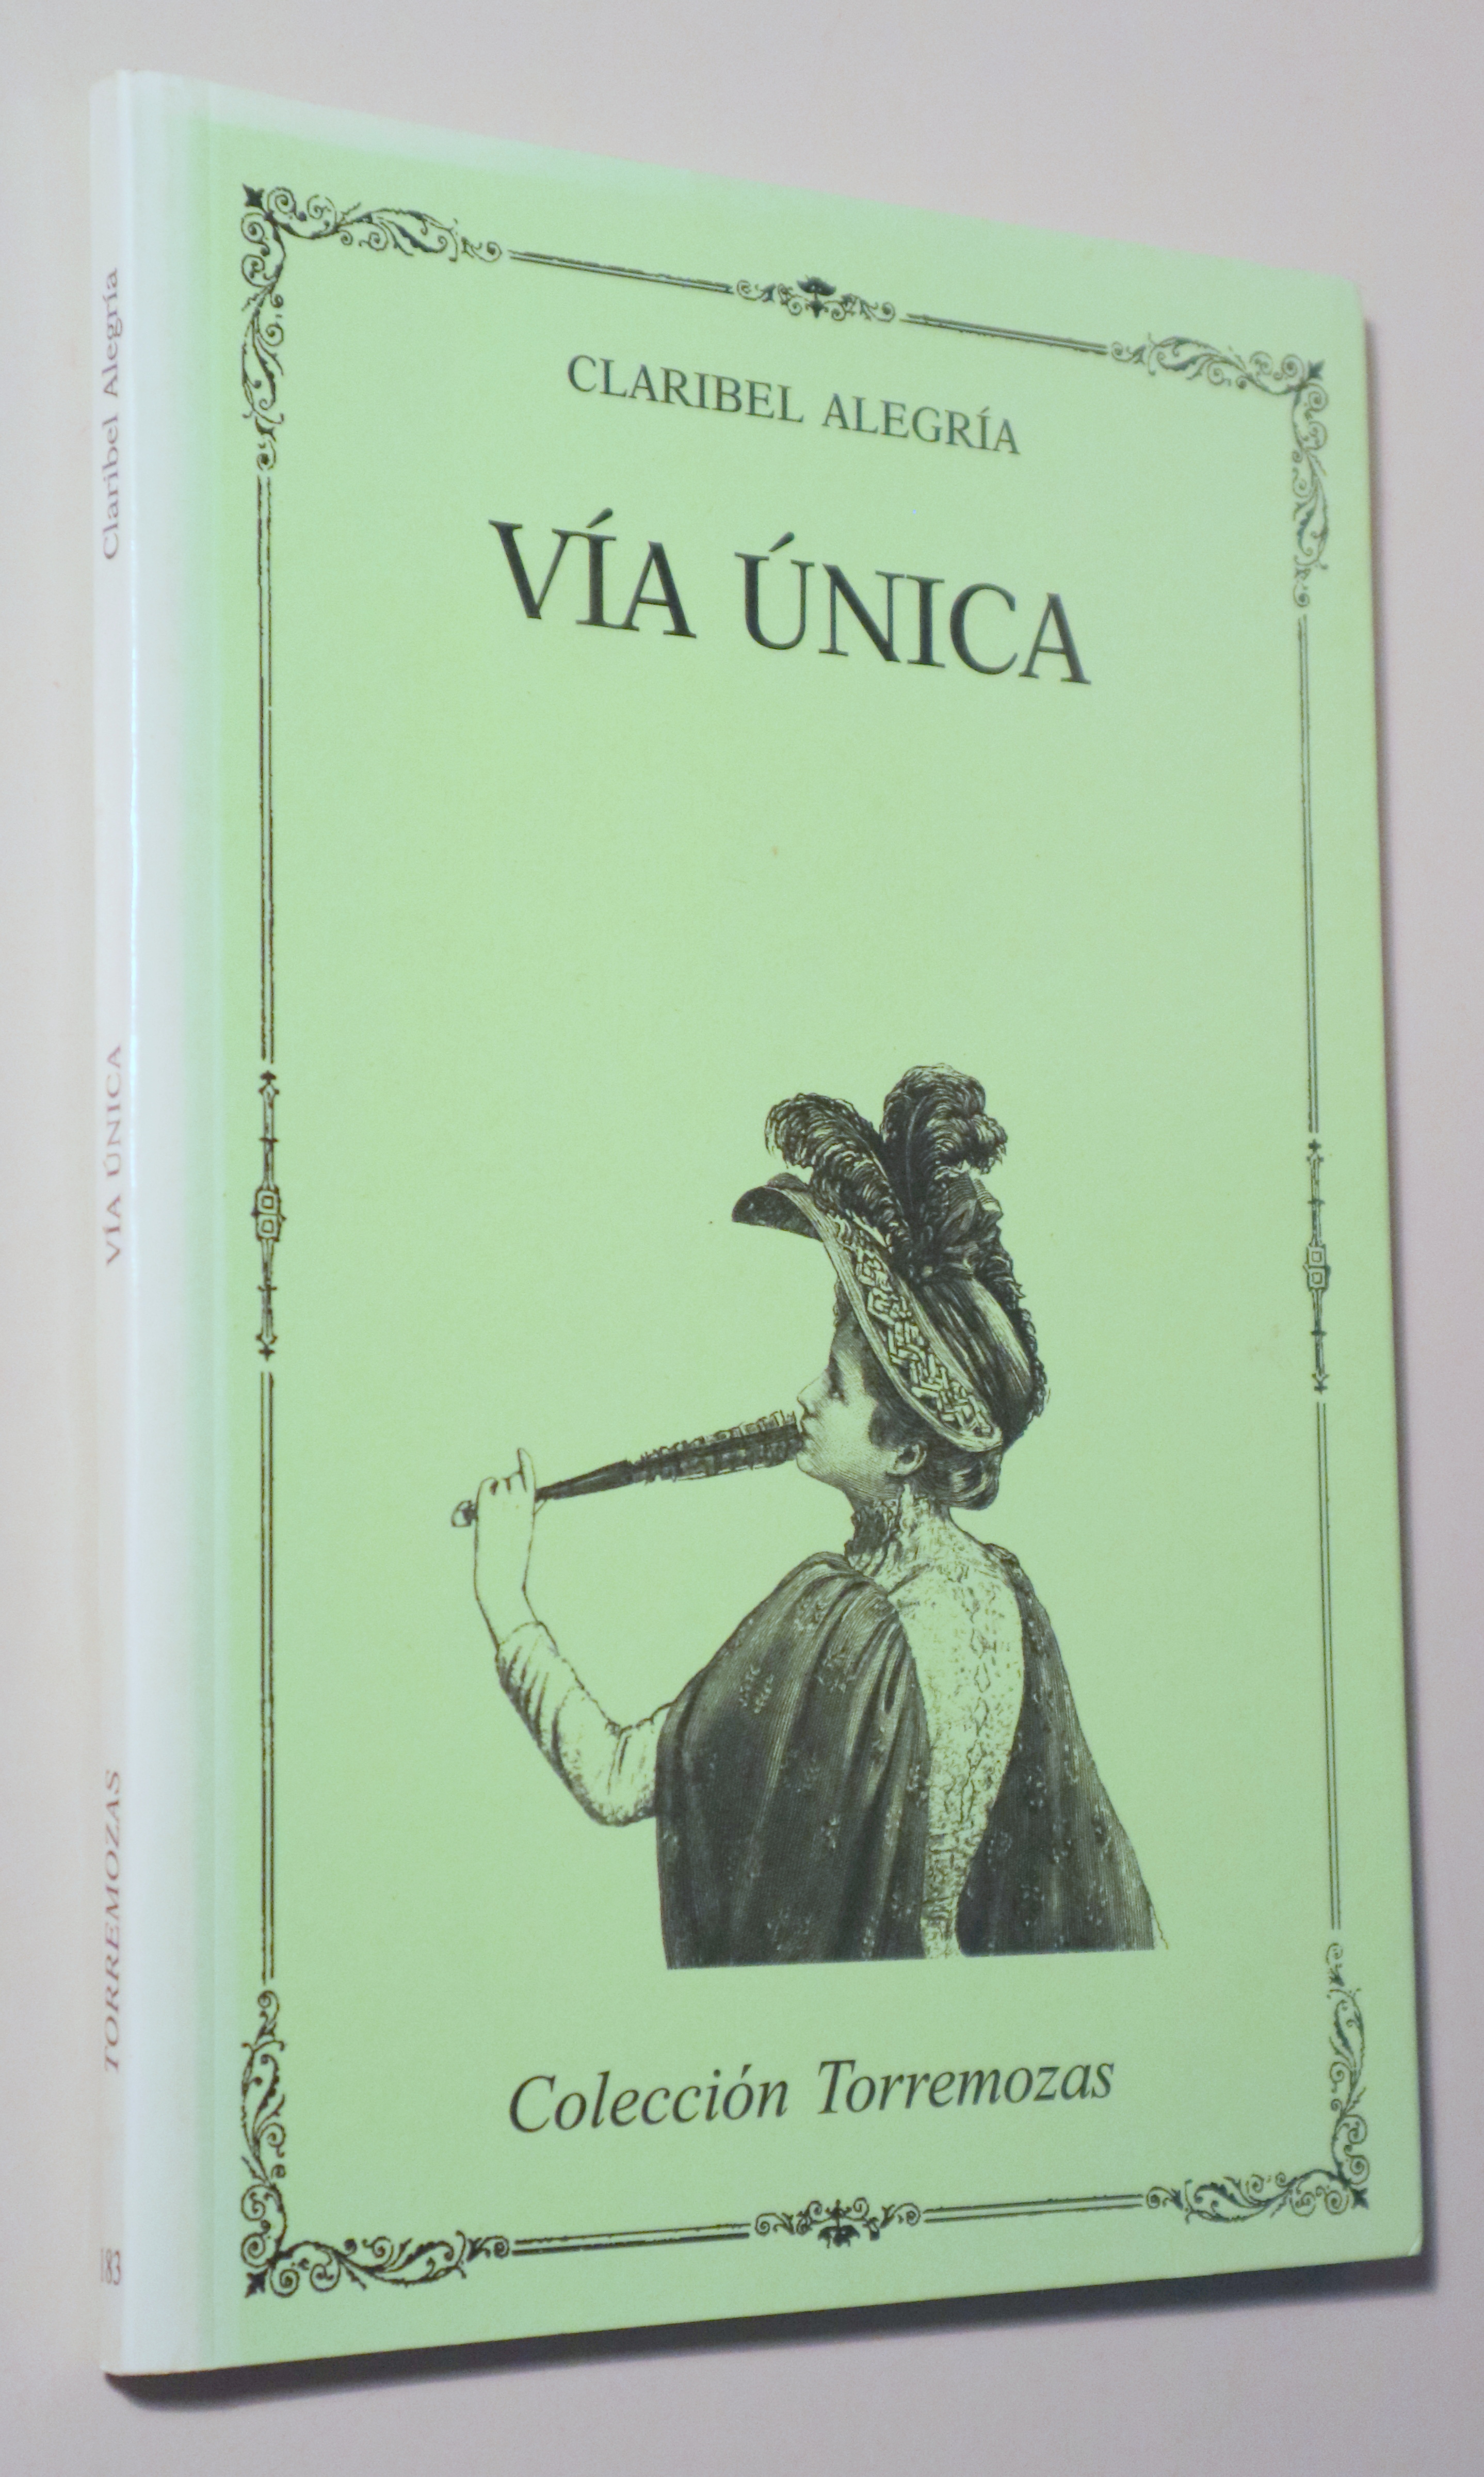 CLARIBEL ALEGRÍA
VÍA ÚNICA
Colección Torremozas
Claribel Alegría
VÍA ÚNICA
TORREMOZAS
183